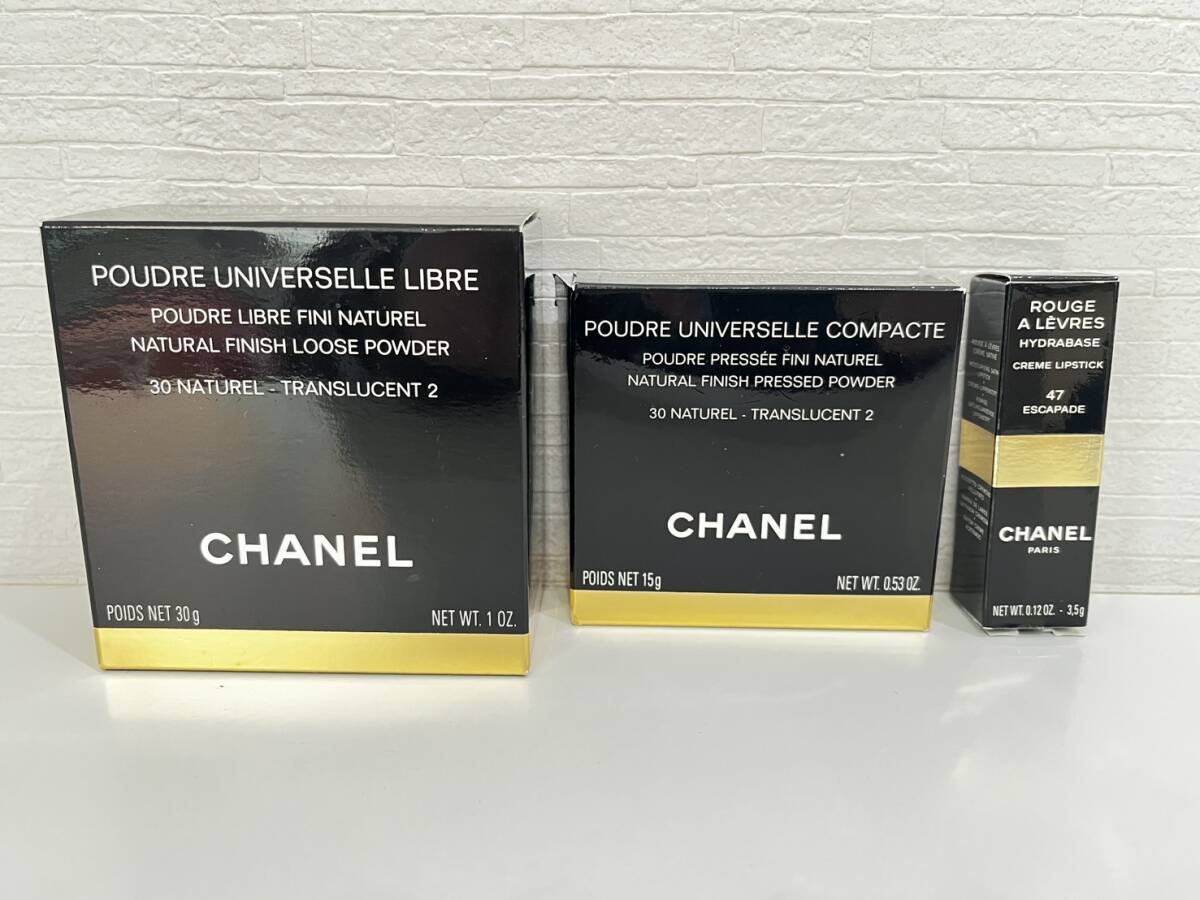 POUDRE UNIVERSELLE LIBRE
POUDRE LIBRE FINI NATUREL
NATURAL FINISH LOOSE POWDER
30 NATUREL - TRANSLUCENT 2
CHANEL
POIDS NET 30 g
NET WT. 1 OZ.
POUDRE UNIVERSELLE COMPACTE
POUDRE PRESSÉE FINI NATUREL
NATURAL FINISH PRESSED POWDER
30 NATUREL - TRANSLUCENT 2
CHANEL
POIDS NET 15g
NET WT. 0.53 OZ.
ROUGE
A LÈVRES
HYDRABASE
CREME LIPSTICK
47
ESCAPADE
CHANEL
PARIS
NET WT. 0.12 OZ. - 3,5g